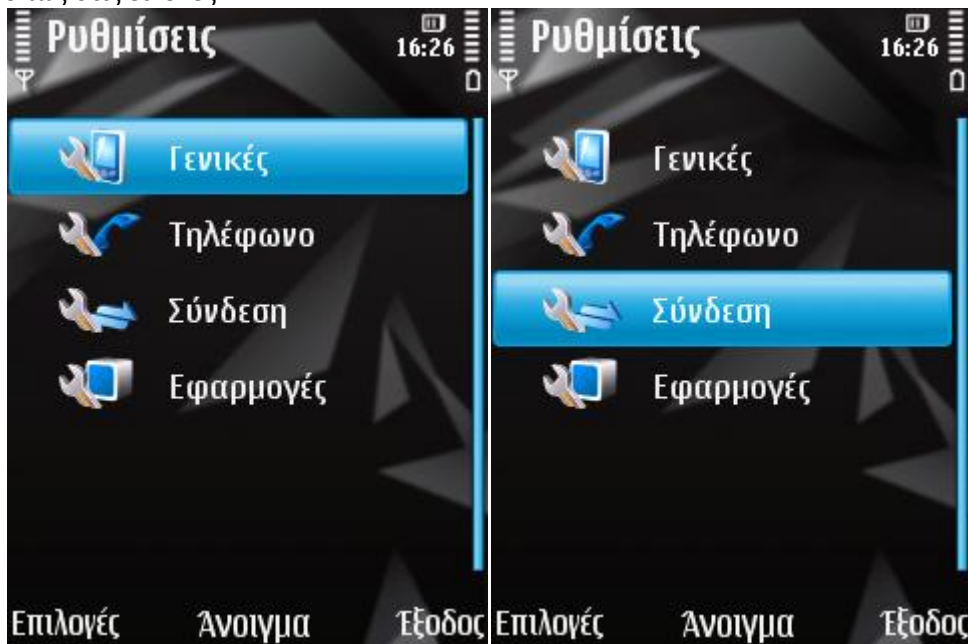 Ρυθμίσεις
16:26
Γενικές
Τηλέφωνο
Σύνδεση
Εφαρμογές
Επιλογές Άνοιγμα Έξοδος
Ρυθμίσεις
16:26
Γενικές
Τηλέφωνο
Σύνδεση
Εφαρμογές
Επιλογές Άνοιγμα Έξοδος